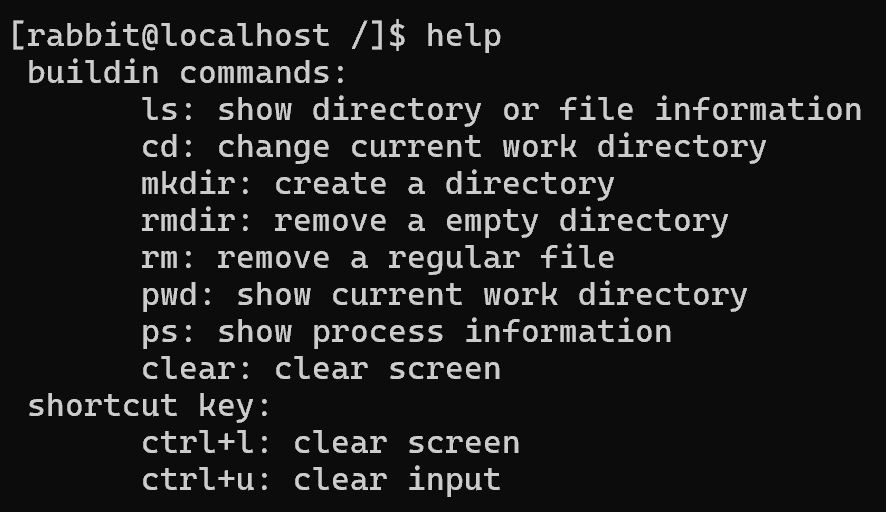 [rabbit@localhost /]$ help
buildin commands:
ls: show directory or file information
cd: change current work directory
mkdir: create a directory
rmdir: remove a empty directory
rm: remove a regular file
pwd: show current work directory
ps: show process information
clear: clear screen
shortcut key:
ctrl+l: clear screen
ctrl+u: clear input